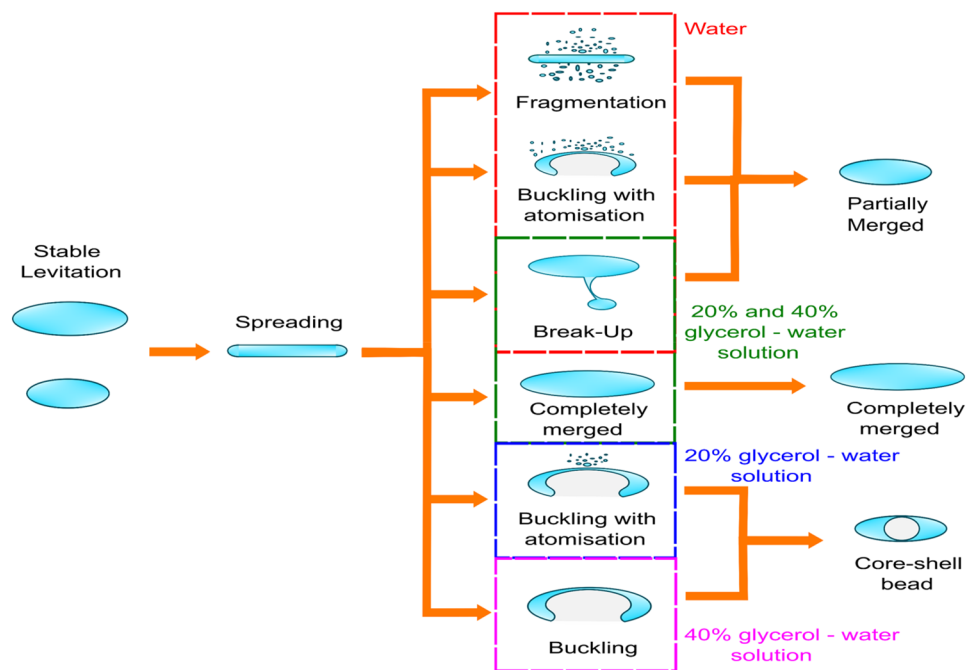 Stable
Levitation
Spreading
Water
Fragmentation
Buckling with
atomisation
Break-Up
20% and 40%
glycerol - water
solution
Completely
merged
20% glycerol - water
solution
Buckling with
atomisation
Buckling
40% glycerol - water
solution
Partially
Merged
Completely
merged
Core-shell
bead